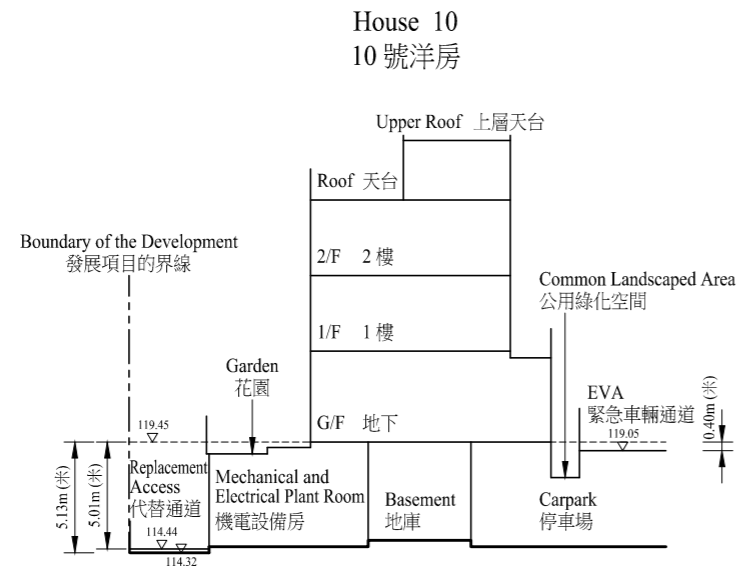 House 10
10 號洋房
Upper Roof 上層天台
Roof 天台
Boundary of the Development
發展項目的界線
2/F 2 樓
Common Landscaped Area
公用綠化空間
1/F 1 樓
Garden
花園
EVA
緊急車輛通道
G/F 地下
119.45
119.05
0.40m (米)
5.13m (米)
5.01m (米)
Replacement
Access
代替通道
Mechanical and
Electrical Plant Room
機電設備房
Basement
地庫
Carpark
停車場
114.44
114.32